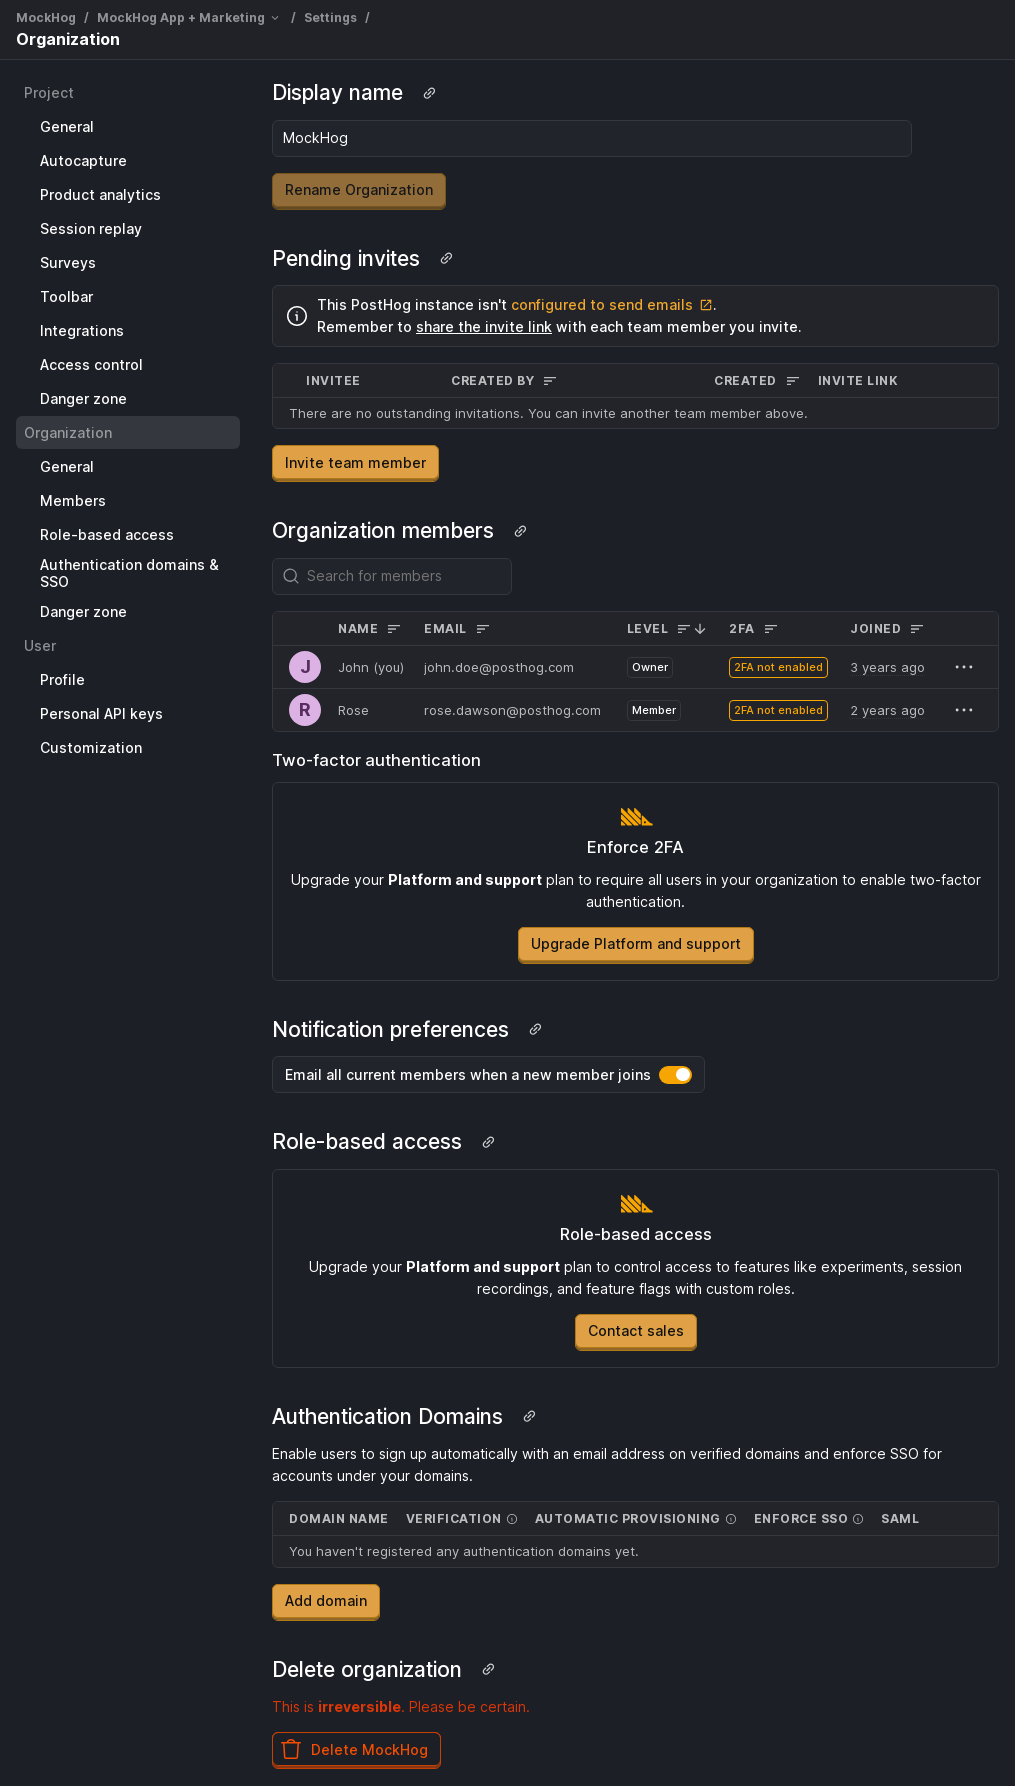 MockHog / MockHog App + Marketing / Settings /
Organization
Project
General
Autocapture
Product analytics
Session replay
Surveys
Toolbar
Integrations
Access control
Danger zone
Organization
General
Members
Role-based access
Authentication domains &
SSO
Danger zone
User
Profile
Personal API keys
Customization
Display name
MockHog
Rename Organization
Pending invites
This PostHog instance isn't configured to send emails.
Remember to share the invite link with each team member you invite.
INVITEE CREATED BY CREATED INVITE LINK
There are no outstanding invitations. You can invite another team member above.
Invite team member
Organization members
Search for members
NAME EMAIL LEVEL 2FA JOINED
J John (you) john.doe@posthog.com Owner 2FA not enabled 3 years ago
R Rose rose.dawson@posthog.com Member 2FA not enabled 2 years ago
Two-factor authentication
Enforce 2FA
Upgrade your Platform and support plan to require all users in your organization to enable two-factor
authentication.
Upgrade Platform and support
Notification preferences
Email all current members when a new member joins
Role-based access
Role-based access
Upgrade your Platform and support plan to control access to features like experiments, session
recordings, and feature flags with custom roles.
Contact sales
Authentication Domains
Enable users to sign up automatically with an email address on verified domains and enforce SSO for
accounts under your domains.
DOMAIN NAME VERIFICATION AUTOMATIC PROVISIONING ENFORCE SSO SAML
You haven't registered any authentication domains yet.
Add domain
Delete organization
This is irreversible. Please be certain.
Delete MockHog